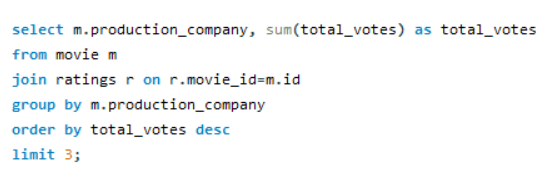 select m.production_company, sum(total_votes) as total_votes
from movie m
join ratings r on r.movie_id=m.id
group by m.production_company
order by total_votes desc
limit 3;